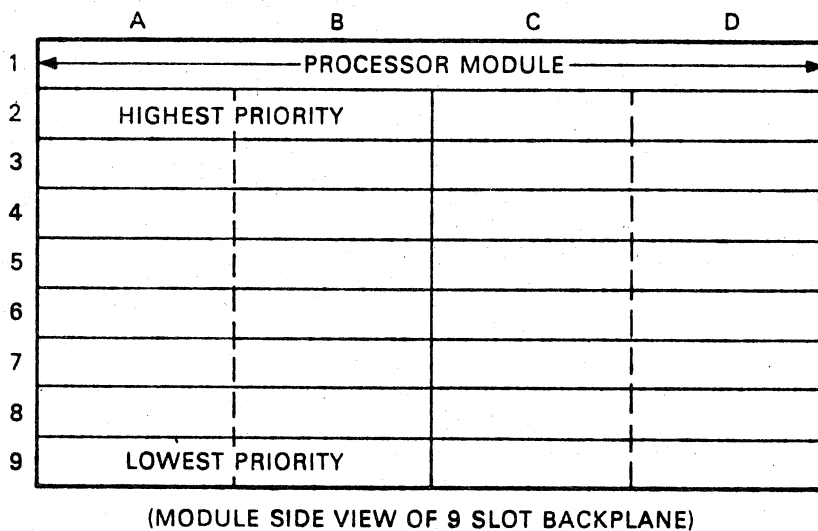 A B C D
1 PROCESSOR MODULE
2 HIGHEST PRIORITY
3
4
5
6
7
8
9 LOWEST PRIORITY
(MODULE SIDE VIEW OF 9 SLOT BACKPLANE)